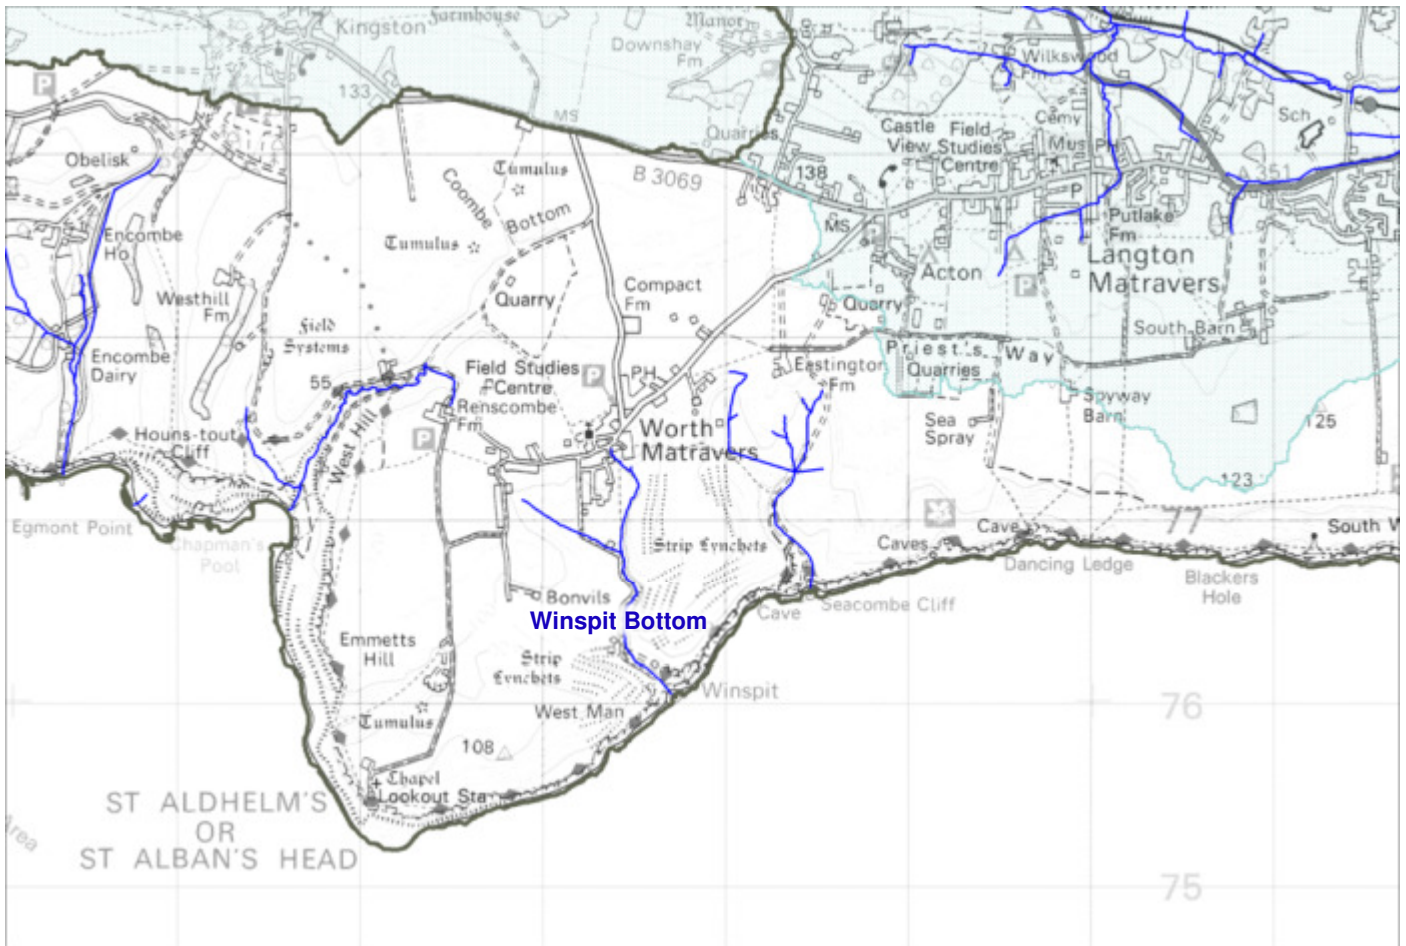 Kingston
Farmhouse
Manor
Downshay
Fm
133
MS
Quarries
Wilkswood
Fm
Castle
View
Field
Studies
Centre
Cemy
Mus
PH
Sch
351
P
P
Obelisk
Coombe
Bottom
Tumulus
B 3069
138
MS
Putlake
Fm
Langton
Matravers
Acton
P
Encombe
Ho
Tumulus
Westhill
Fm
Quarry
Compact
Fm
Quarry
South Barn
Field
Systems
Priest's Way
Quarries
Encombe
Dairy
55
Field Studies
Centre
P
PH
Eastington
Fm
Spyway
Barn
125
Renscombe
Fm
Sea
Spray
Houns-tout
Cliff
West Hill
P
Worth
Matravers
123
Egmont Point
Chapman's
Pool
Strip Lynchets
Caves
Cave
77
South W
Dancing Ledge
Blackers
Hole
Bonvils
Cave
Seacombe Cliff
Winspit Bottom
Emmetts
Hill
Strip
Lynchets
Winspit
West Man
76
Tumulus
108
Chapel
Lookout Sta
ST ALDHELM'S
OR
ST ALBAN'S HEAD
Area
75